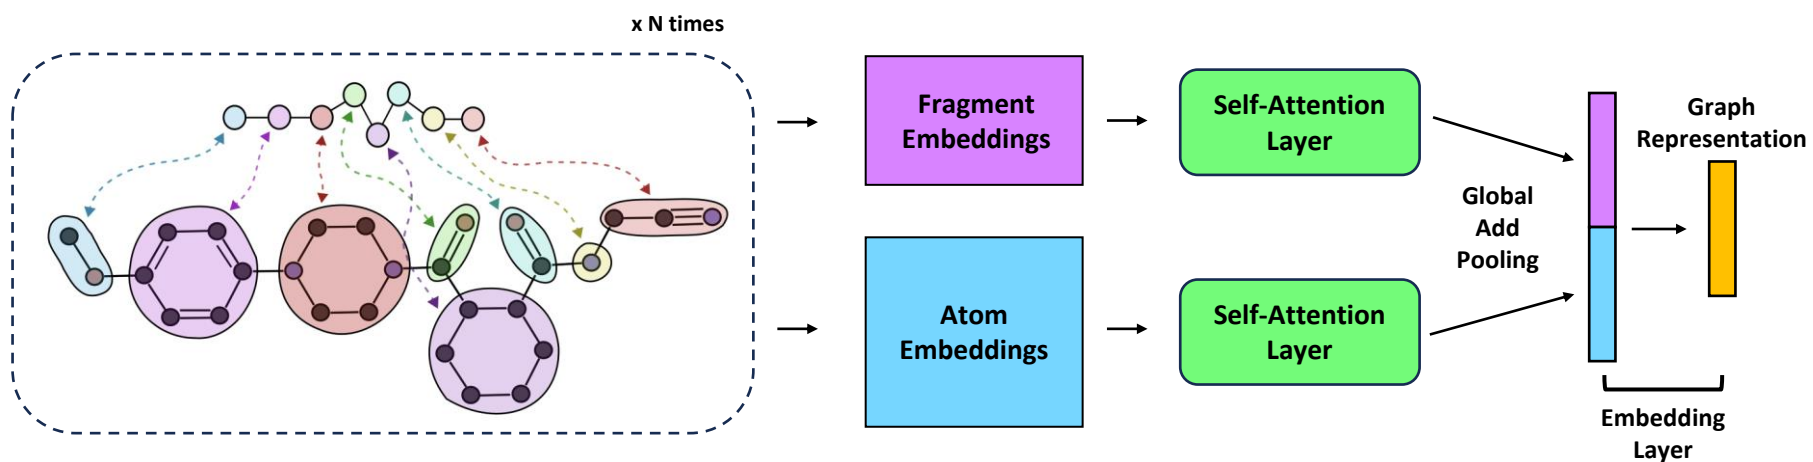 x N times
Fragment
Embeddings
Self-Attention
Layer
Atom
Embeddings
Self-Attention
Layer
Global
Add
Pooling
Graph
Representation
Embedding
Layer